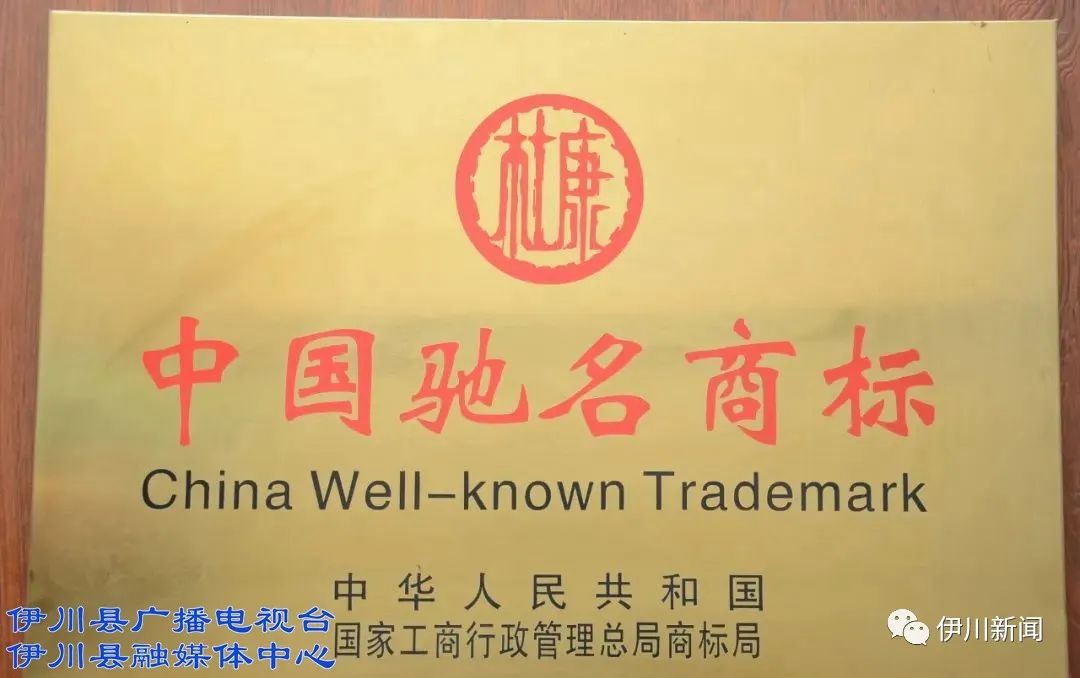 杜康
中国驰名商标
China Well-known Trademark
中华人民共和国
国家工商行政管理总局商标局
伊川县广播电视台
伊川县融媒体中心
伊川新闻